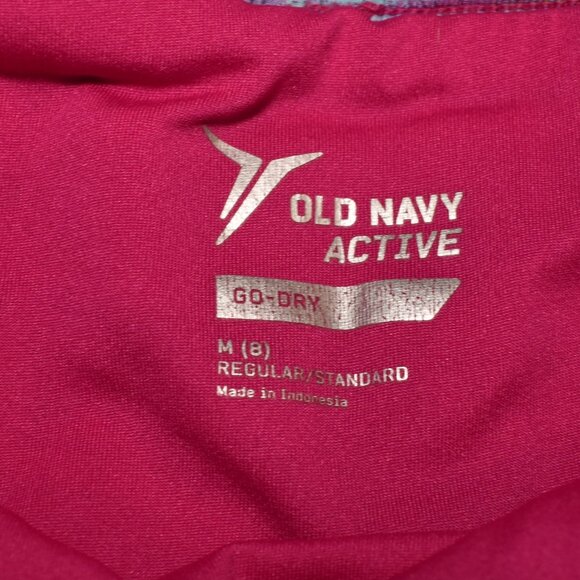 OLD NAVY
ACTIVE
GO-DRY
M (8)
REGULAR/STANDARD
Made in Indonesia